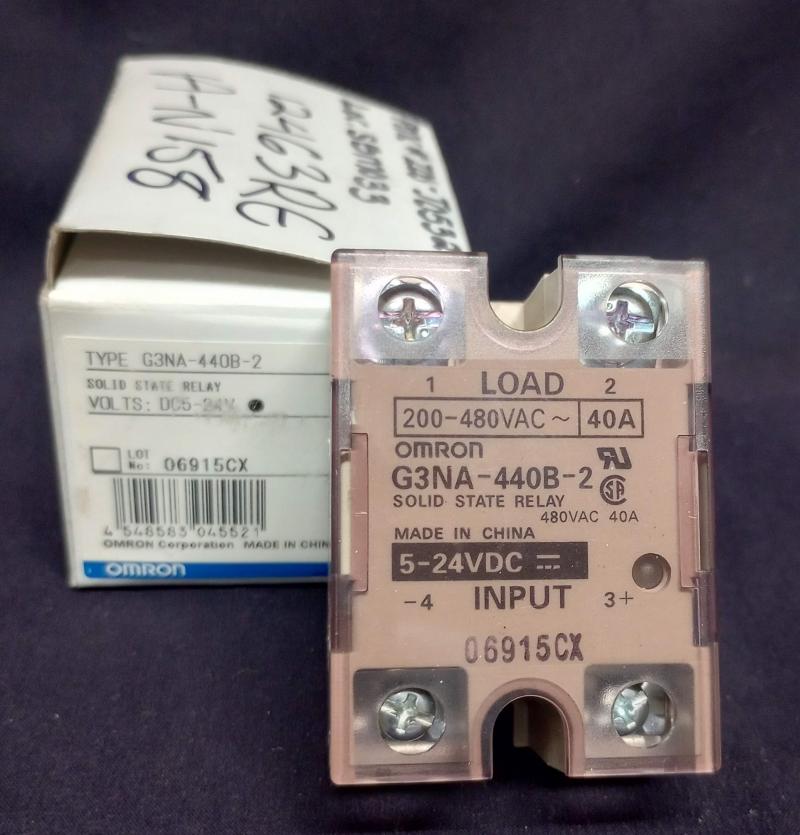 A-N158
TYPE G3NA-440B-2
SOLID STATE RELAY
VOLTS: DC5-24V
LOT
No: 06915CX
4 548583 045521
OMRON Corporation MADE IN CHIN
OMRON
1 LOAD 2
200-480VAC ~ 40A
OMRON
G3NA-440B-2
SOLID STATE RELAY
480VAC 40A
MADE IN CHINA
5-24VDC
-4 INPUT 3+
06915CX